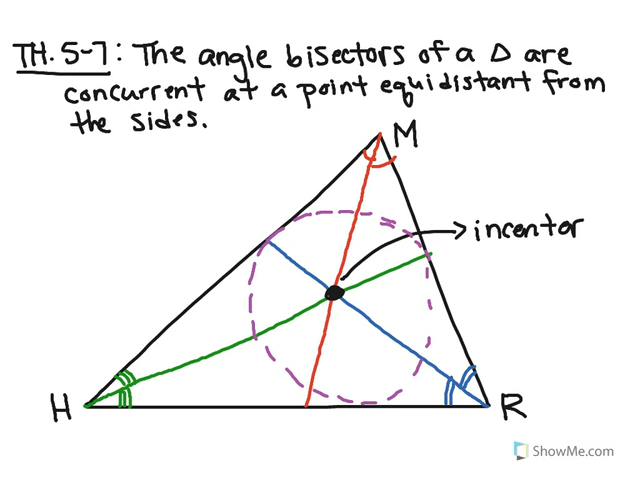 TH. 5-7: The angle bisectors of a Δ are
concurrent at a point equidistant from
the sides.
M
incentor
H
R
ShowMe.com